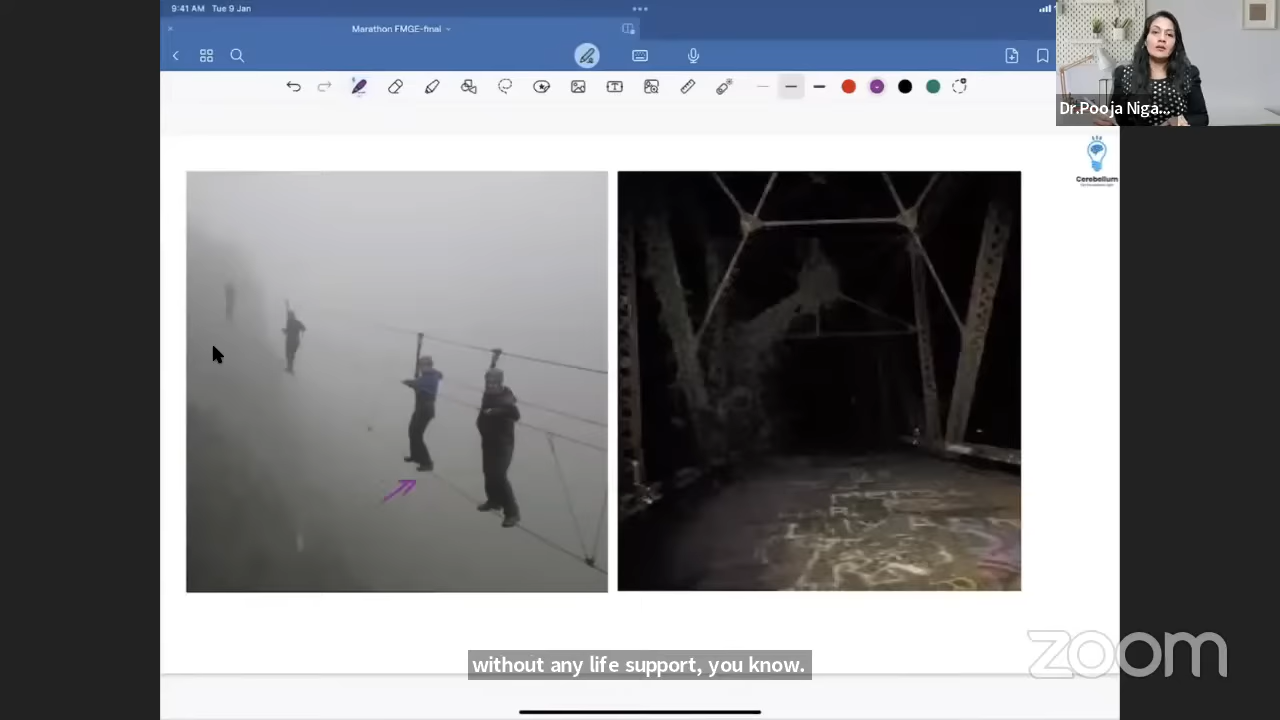 9:41 AM Tue 9 Jan
Marathon FMGE-final
Dr.Pooja Niga...
Cerebellum
without any life support, you know.
zoom